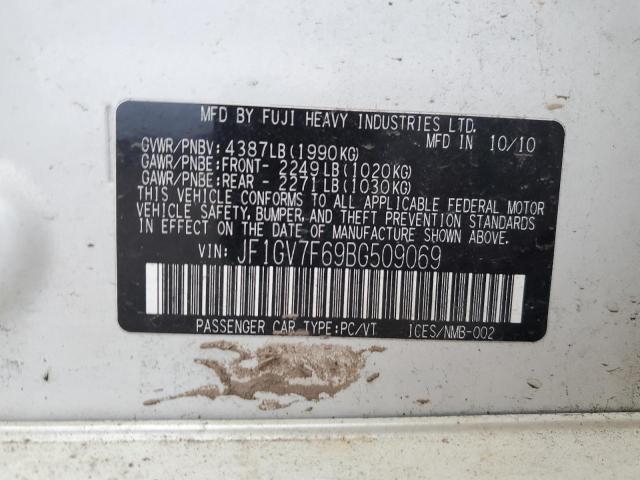 MFD BY FUJI HEAVY INDUSTRIES LTD.
MFD IN 10/10
GVWR/PNBV: 4387LB(1990KG)
GAWR/PNBE:FRONT- 2249LB(1020KG)
GAWR/PNBE:REAR - 2271LB(1030KG)
THIS VEHICLE CONFORMS TO ALL APPLICABLE FEDERAL MOTOR
VEHICLE SAFETY, BUMPER, AND THEFT PREVENTION STANDARDS
IN EFFECT ON THE DATE OF MANUFACTURE SHOWN ABOVE.
VIN: JF1GV7F69BG509069
PASSENGER CAR TYPE:PC/VT ICES/NMB-002